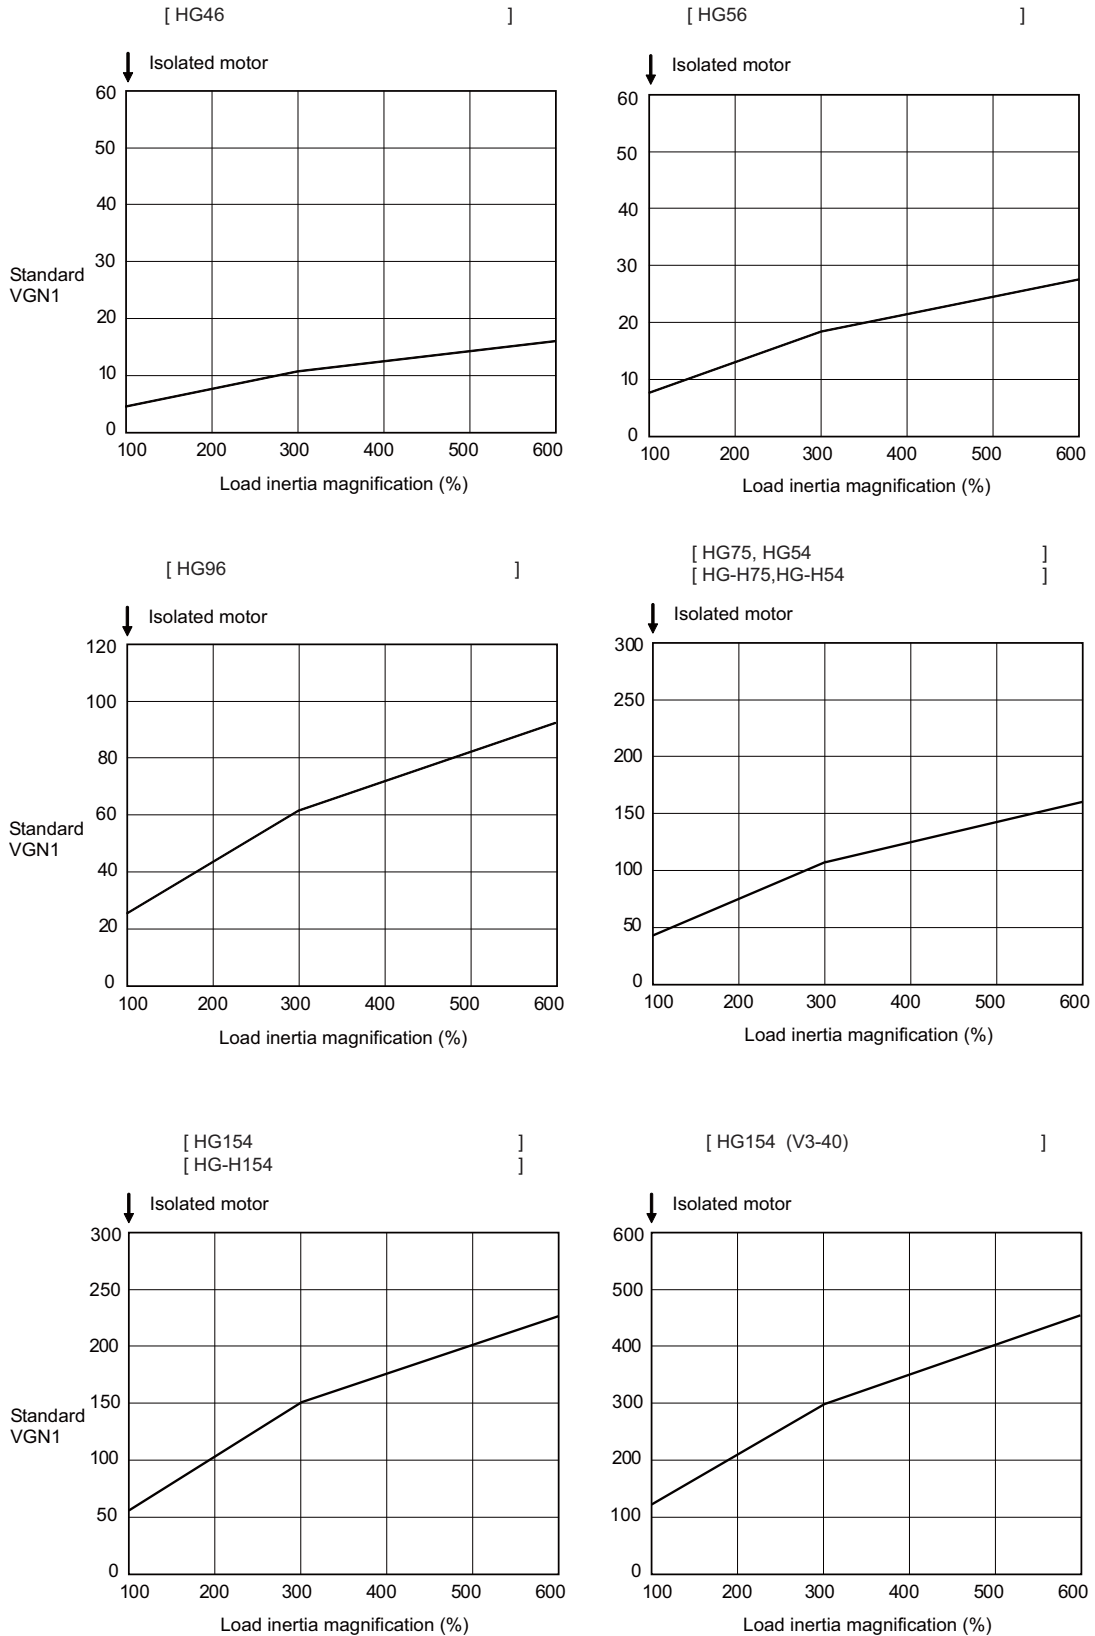 [ HG46 ]
Isolated motor
60
50
40
30
20
10
0
Standard
VGN1
100 200 300 400 500 600
Load inertia magnification (%)
[ HG56 ]
Isolated motor
60
50
40
30
20
10
0
100 200 300 400 500 600
Load inertia magnification (%)
[ HG96 ]
Isolated motor
120
100
80
60
40
20
0
Standard
VGN1
100 200 300 400 500 600
Load inertia magnification (%)
[ HG75, HG54 ]
[ HG-H75,HG-H54 ]
Isolated motor
300
250
200
150
100
50
0
100 200 300 400 500 600
Load inertia magnification (%)
[ HG154 ]
[ HG-H154 ]
Isolated motor
300
250
200
150
100
50
0
Standard
VGN1
100 200 300 400 500 600
Load inertia magnification (%)
[ HG154 (V3-40) ]
Isolated motor
600
500
400
300
200
100
0
100 200 300 400 500 600
Load inertia magnification (%)